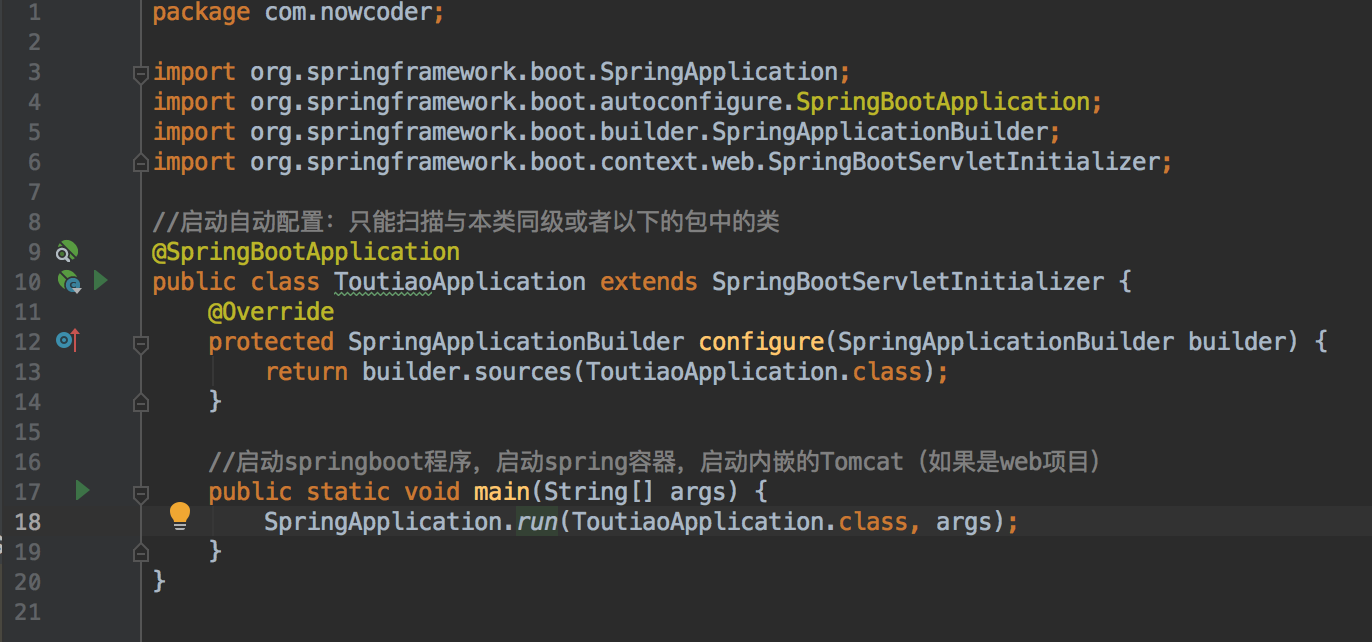 1 package com.nowcoder;
2
3 import org.springframework.boot.SpringApplication;
4 import org.springframework.boot.autoconfigure.SpringBootApplication;
5 import org.springframework.boot.builder.SpringApplicationBuilder;
6 import org.springframework.boot.context.web.SpringBootServletInitializer;
7
8 //启动自动配置：只能扫描与本类同级或者以下的包中的类
9 @SpringBootApplication
10 public class ToutiaoApplication extends SpringBootServletInitializer {
11 @Override
12 protected SpringApplicationBuilder configure(SpringApplicationBuilder builder) {
13 return builder.sources(ToutiaoApplication.class);
14 }
15
16 //启动springboot程序，启动spring容器，启动内嵌的Tomcat（如果是web项目）
17 public static void main(String[] args) {
18 SpringApplication.run(ToutiaoApplication.class, args);
19 }
20 }
21